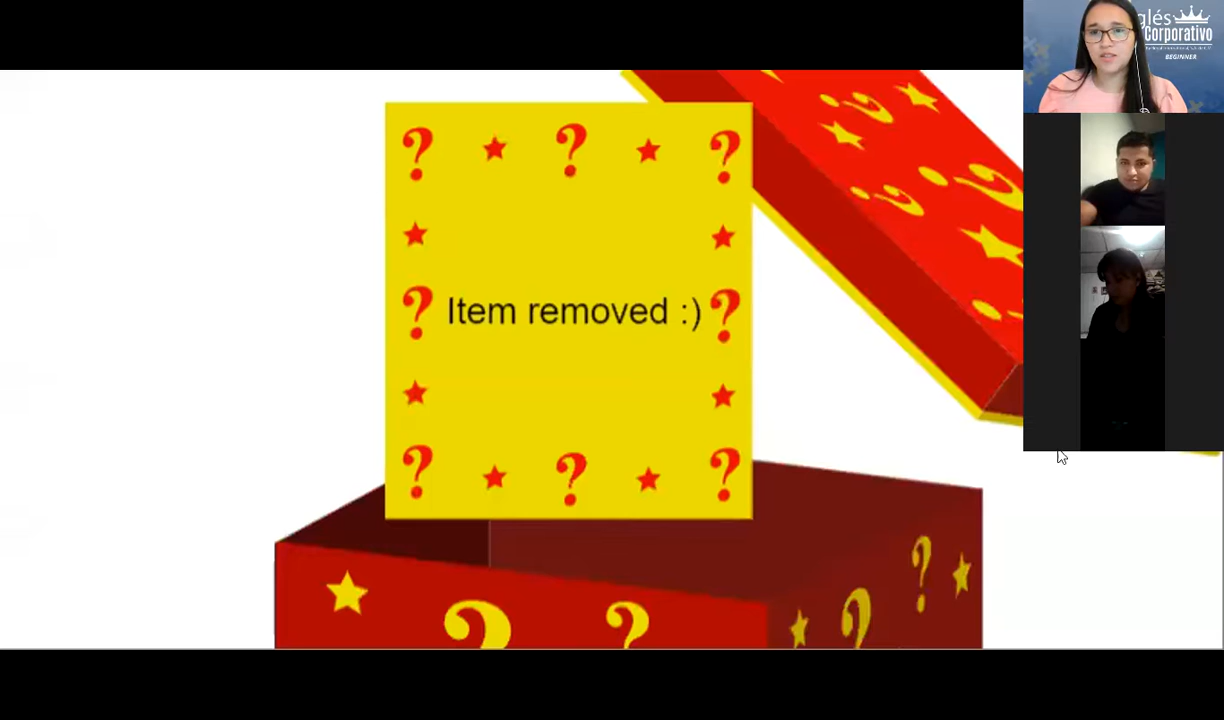 glés
Corporativo
BEGINNER
? ? ?
? Item removed :) ?
? ? ?
? ?
? ?